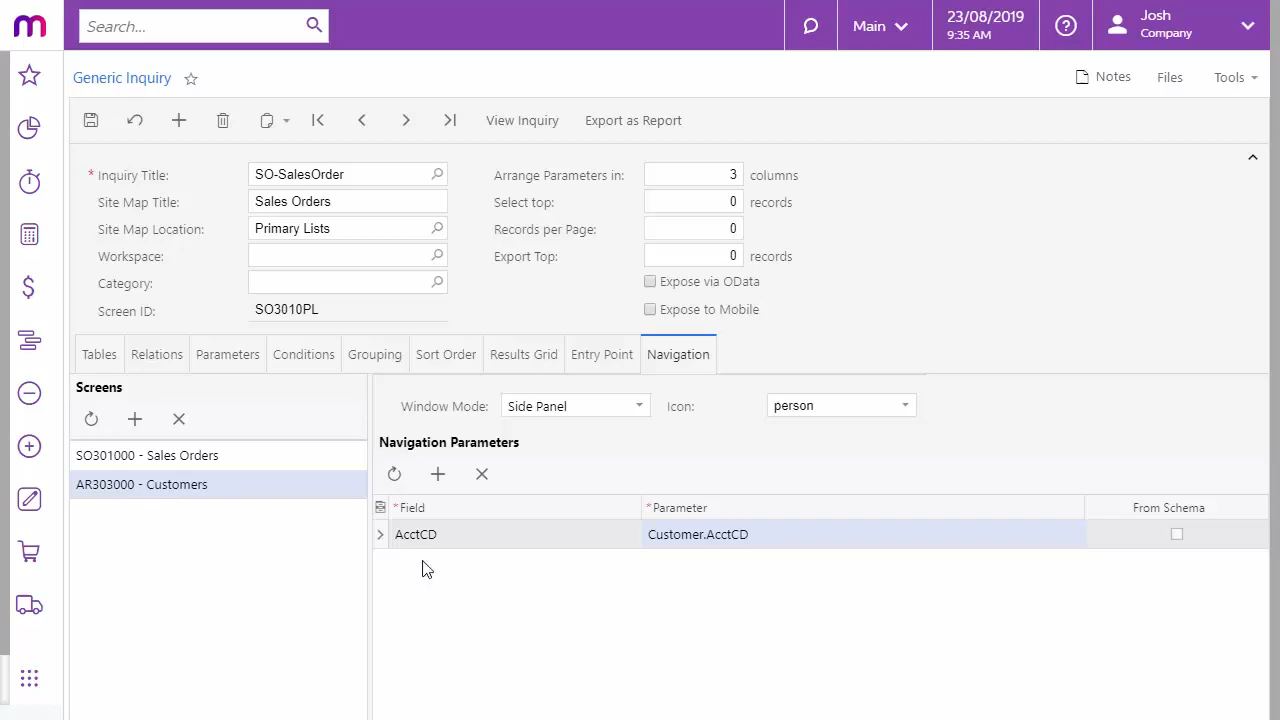 Search...
Main
23/08/2019
9:35 AM
Josh
Company
Generic Inquiry
Notes
Files
Tools
View Inquiry
Export as Report
* Inquiry Title: SO-SalesOrder
Arrange Parameters in: 3 columns
Site Map Title: Sales Orders
Select top: 0 records
Site Map Location: Primary Lists
Records per Page: 0
Workspace:
Export Top: 0 records
Category:
Expose via OData
Screen ID: SO3010PL
Expose to Mobile
Tables Relations Parameters Conditions Grouping Sort Order Results Grid Entry Point Navigation
Screens
SO301000 - Sales Orders
AR303000 - Customers
Window Mode: Side Panel Icon: person
Navigation Parameters
* Field * Parameter From Schema
AcctCD Customer.AcctCD